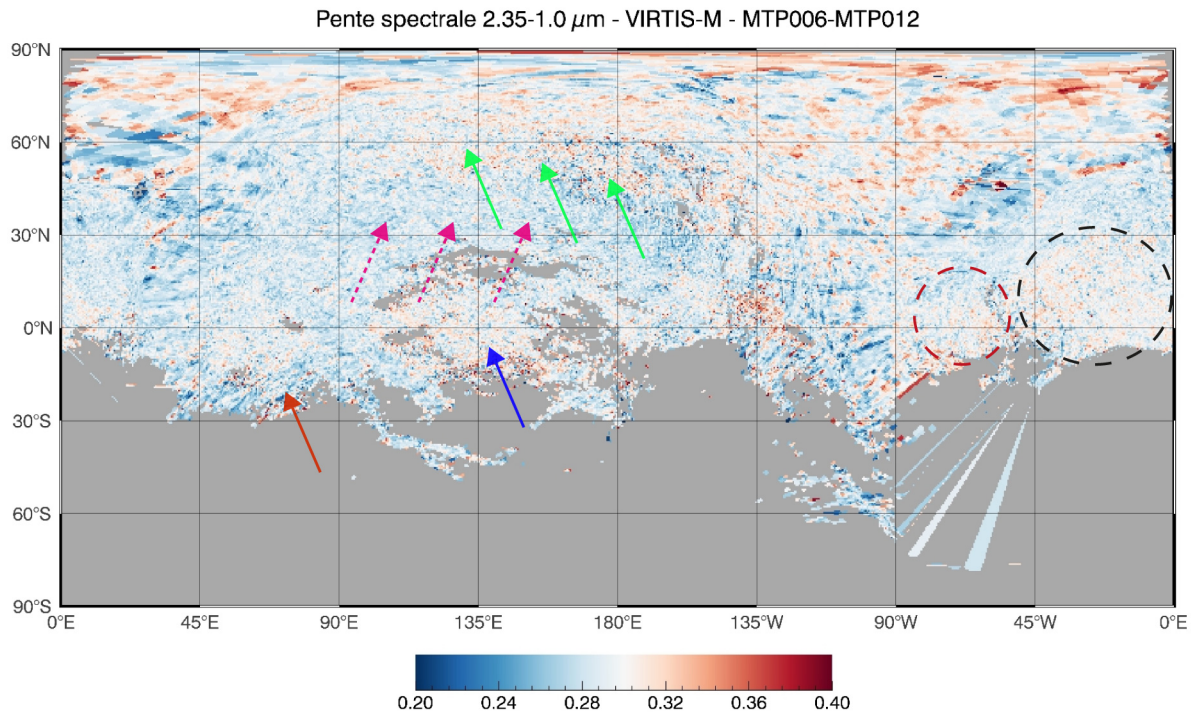 Pente spectrale 2.35-1.0 µm - VIRTIS-M - MTP006-MTP012
90°N
60°N
30°N
0°N
30°S
60°S
90°S
0°E 45°E 90°E 135°E 180°E 135°W 90°W 45°W 0°E
0.20 0.24 0.28 0.32 0.36 0.40